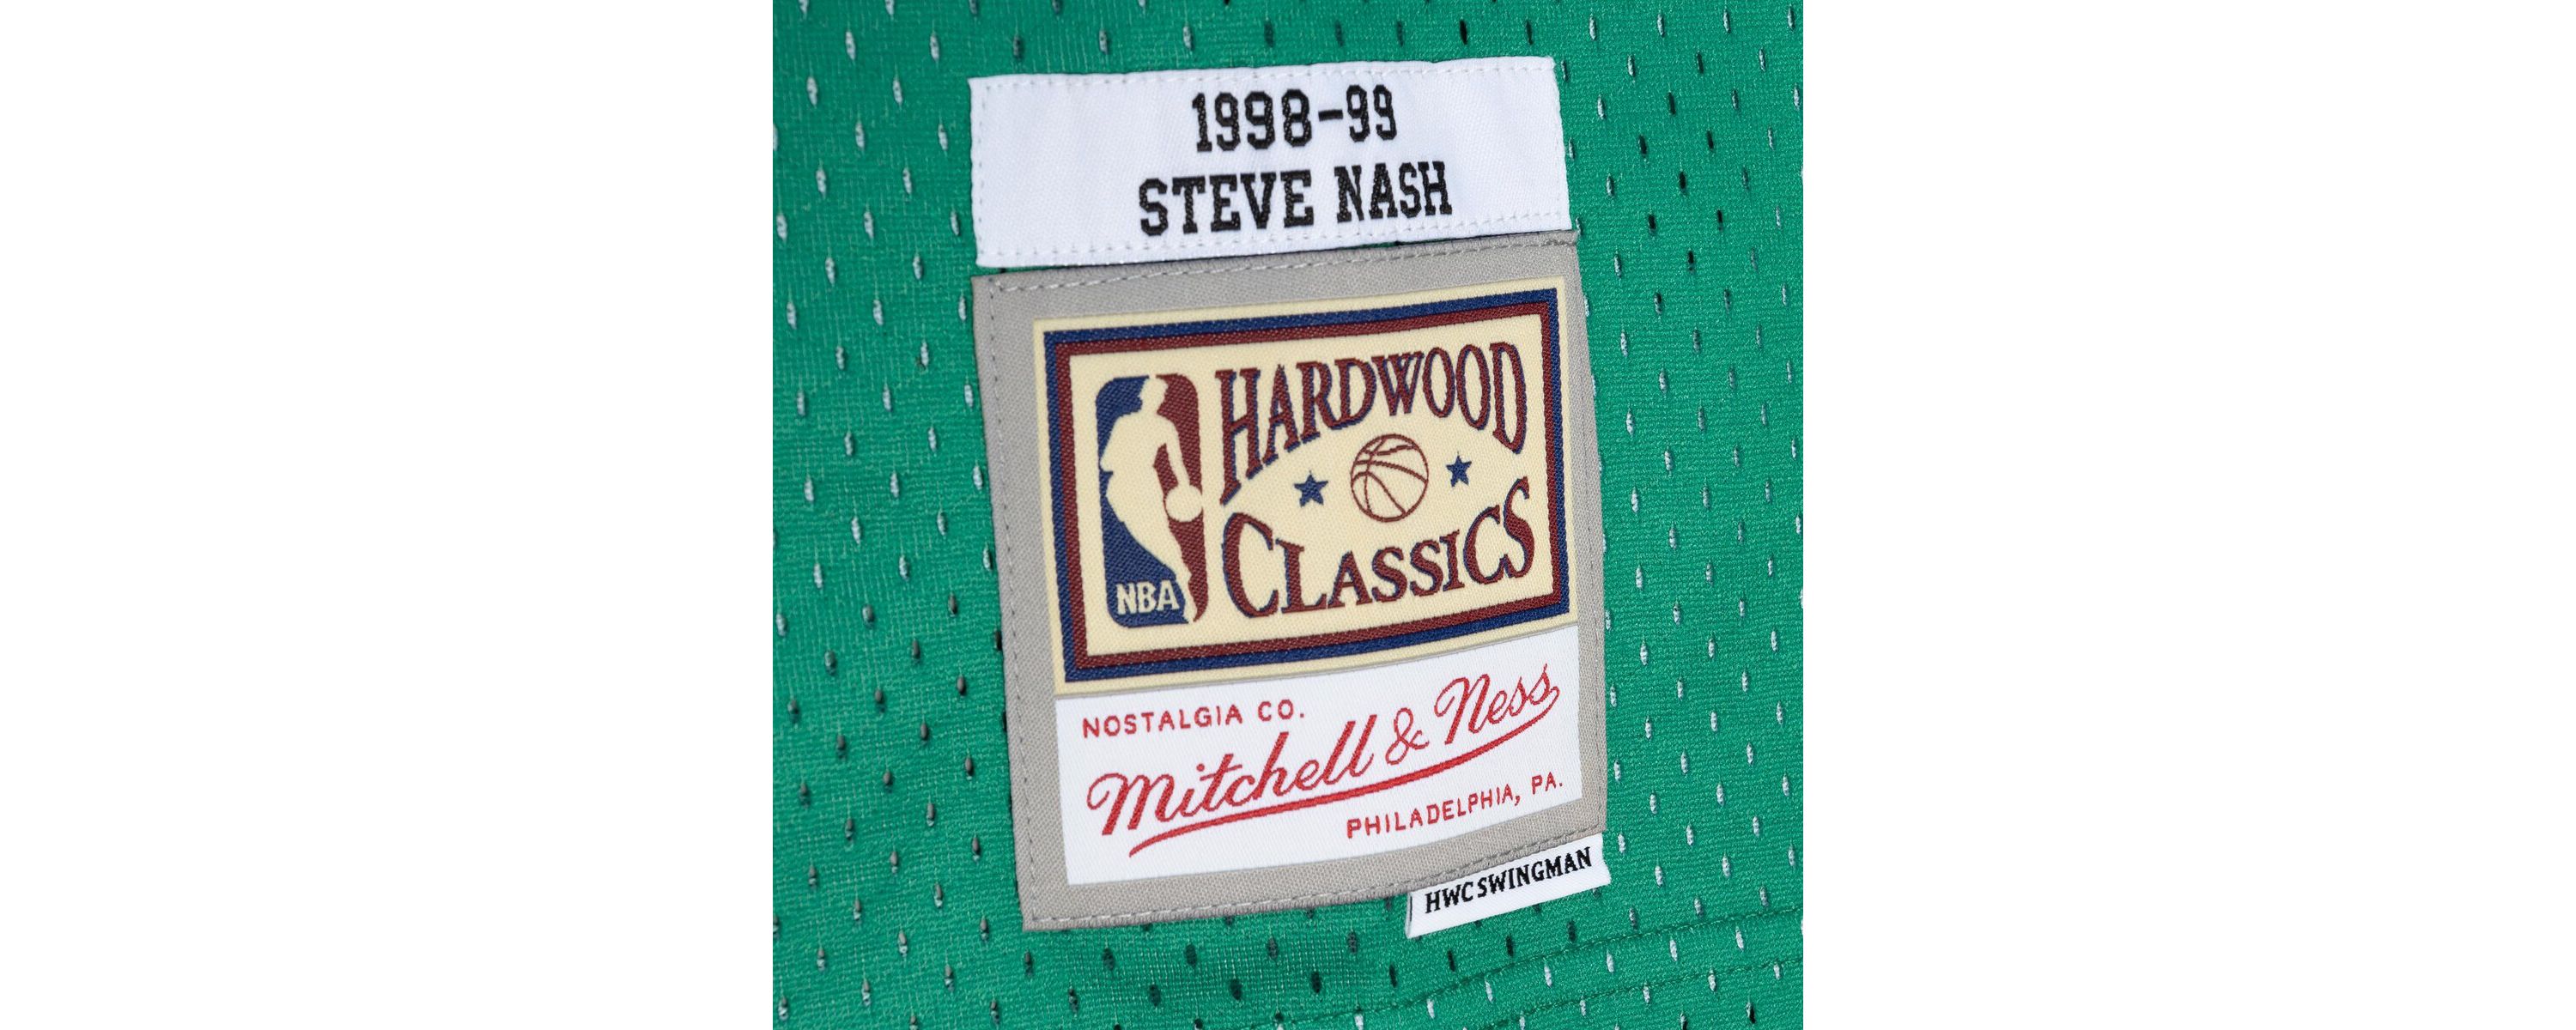 1998-99
STEVE NASH
HARDWOOD
CLASSICS
NBA
NOSTALGIA CO.
Mitchell & Ness
PHILADELPHIA, PA.
HWC SWINGMAN